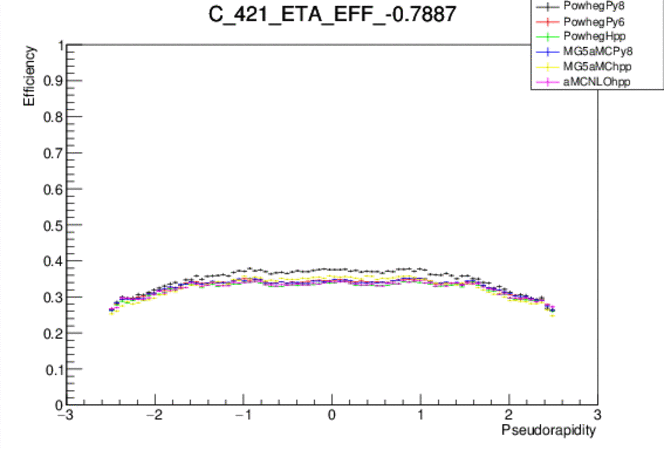 C_421_ETA_EFF_-0.7887
PowhegPy8
PowhegPy6
PowhegHpp
MG5aMCPy8
MG5aMChpp
aMCNLOhpp
Efficiency
1
0.9
0.8
0.7
0.6
0.5
0.4
0.3
0.2
0.1
0
−3 −2 −1 0 1 2 3
Pseudorapidity